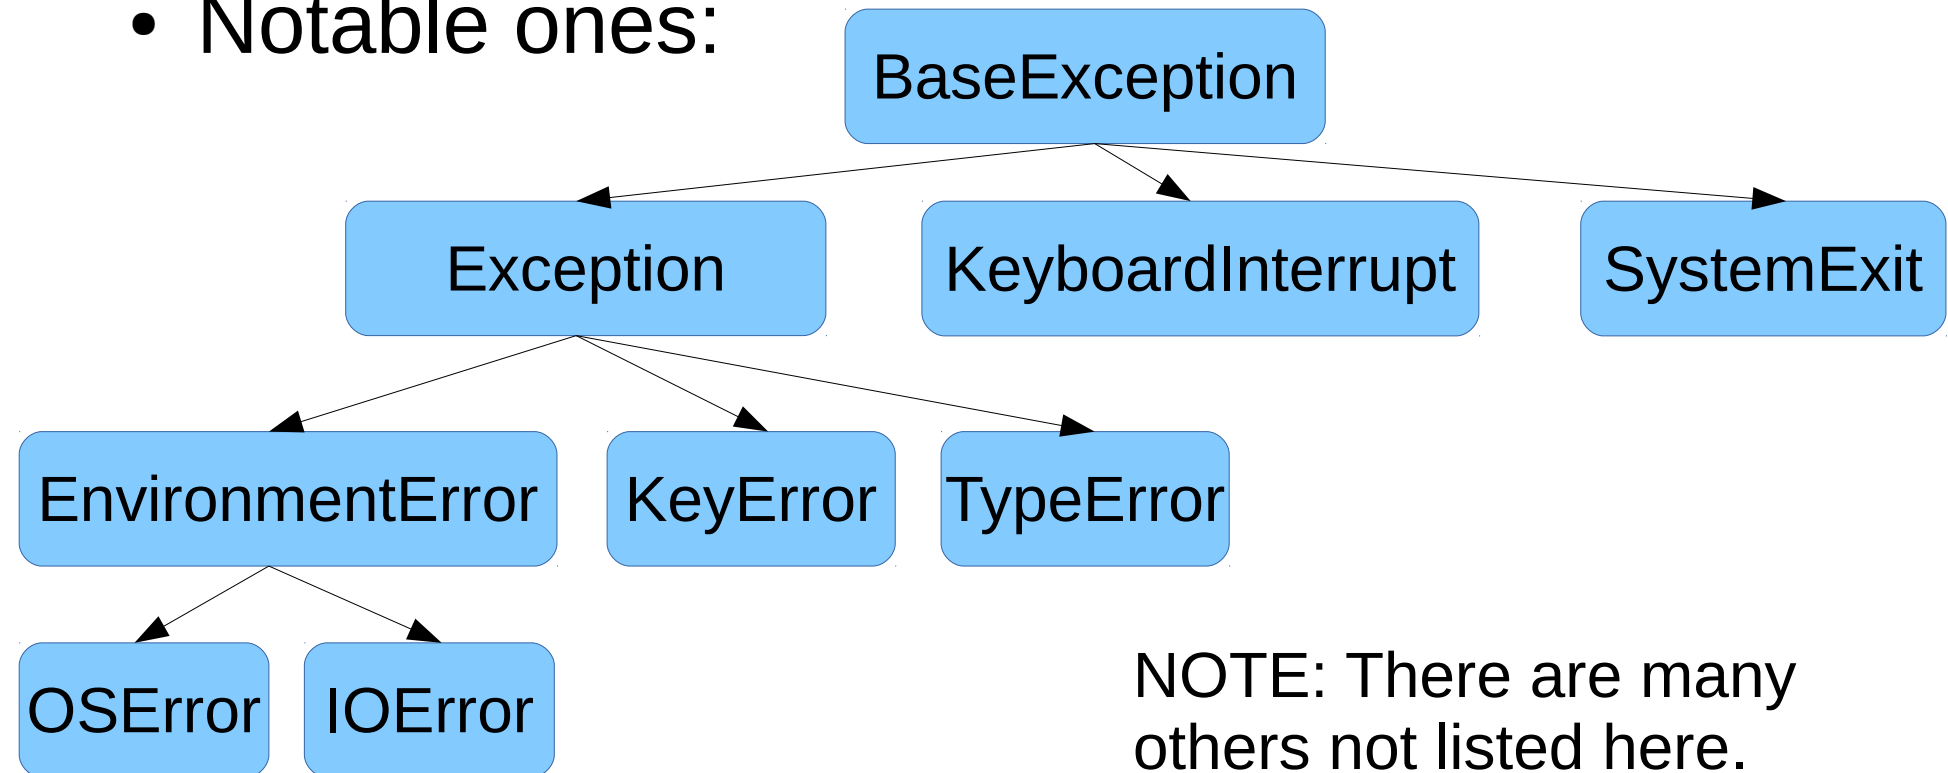 • Notable ones:
BaseException
Exception
KeyboardInterrupt
SystemExit
EnvironmentError
KeyError
TypeError
OSError
IOError
NOTE: There are many
others not listed here.